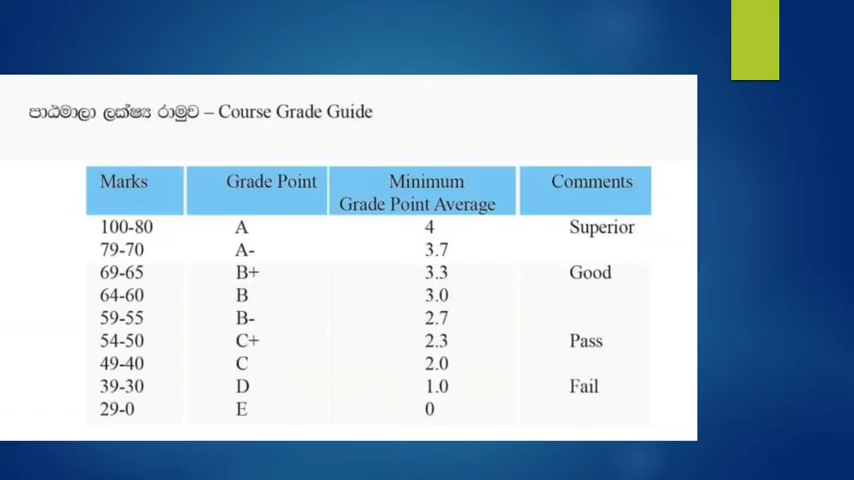 පාඨමාලා ලක්ෂ්‍ය රාමුව – Course Grade Guide
Marks Grade Point Minimum Grade Point Average Comments
100-80 A 4 Superior
79-70 A- 3.7
69-65 B+ 3.3 Good
64-60 B 3.0
59-55 B- 2.7
54-50 C+ 2.3 Pass
49-40 C 2.0
39-30 D 1.0 Fail
29-0 E 0